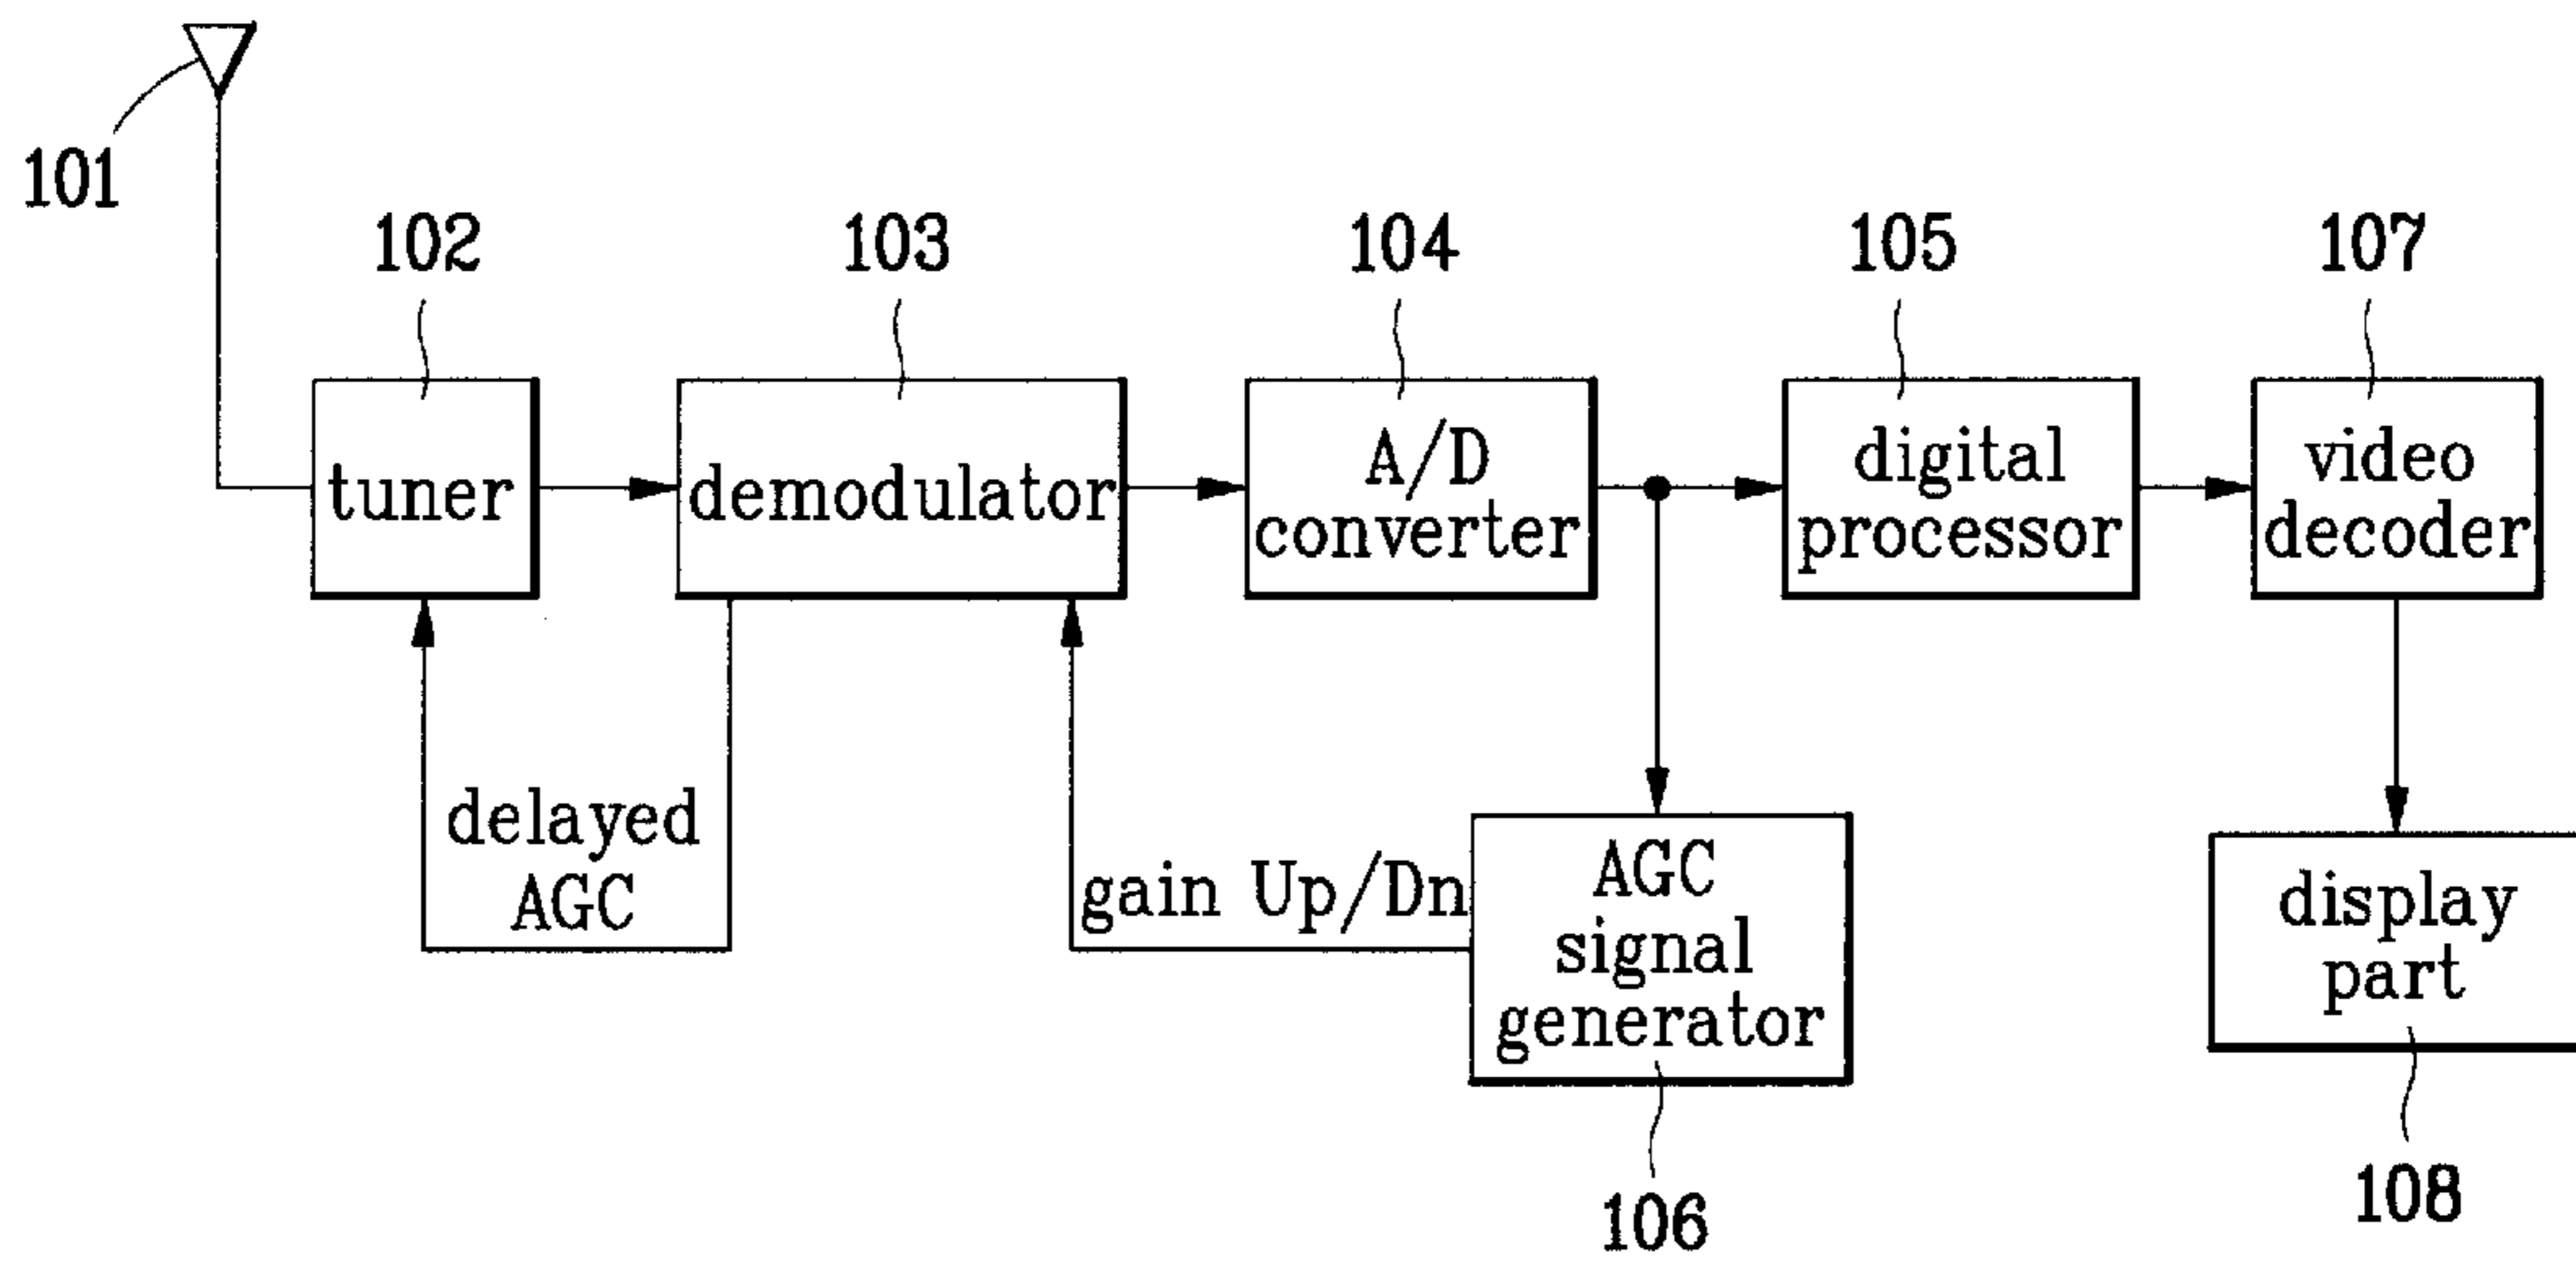 101
102
103
104
105
107
tuner
demodulator
A/D
converter
digital
processor
video
decoder
delayed
AGC
gain Up/Dn
AGC
signal
generator
display
part
106
108